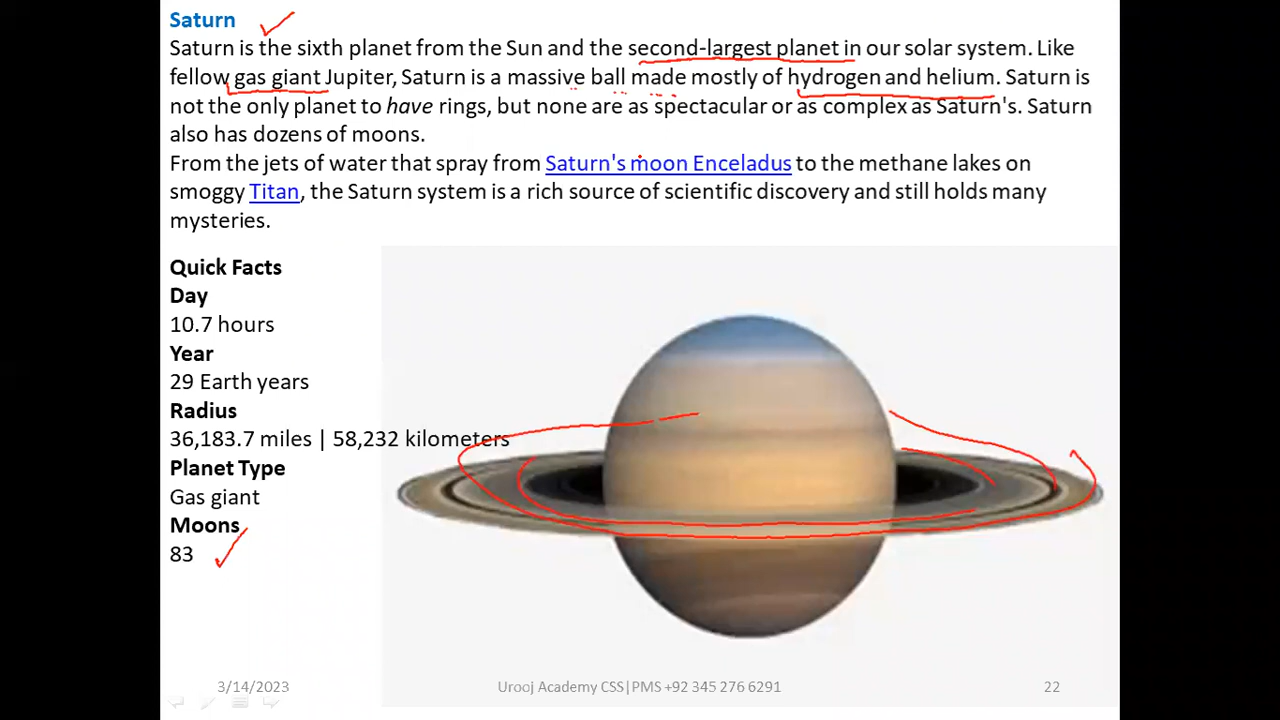 Saturn
Saturn is the sixth planet from the Sun and the second-largest planet in our solar system. Like
fellow gas giant Jupiter, Saturn is a massive ball made mostly of hydrogen and helium. Saturn is
not the only planet to have rings, but none are as spectacular or as complex as Saturn's. Saturn
also has dozens of moons.
From the jets of water that spray from Saturn's moon Enceladus to the methane lakes on
smoggy Titan, the Saturn system is a rich source of scientific discovery and still holds many
mysteries.
Quick Facts
Day
10.7 hours
Year
29 Earth years
Radius
36,183.7 miles | 58,232 kilometers
Planet Type
Gas giant
Moons
83
3/14/2023 Urooj Academy CSS|PMS +92 345 276 6291 22